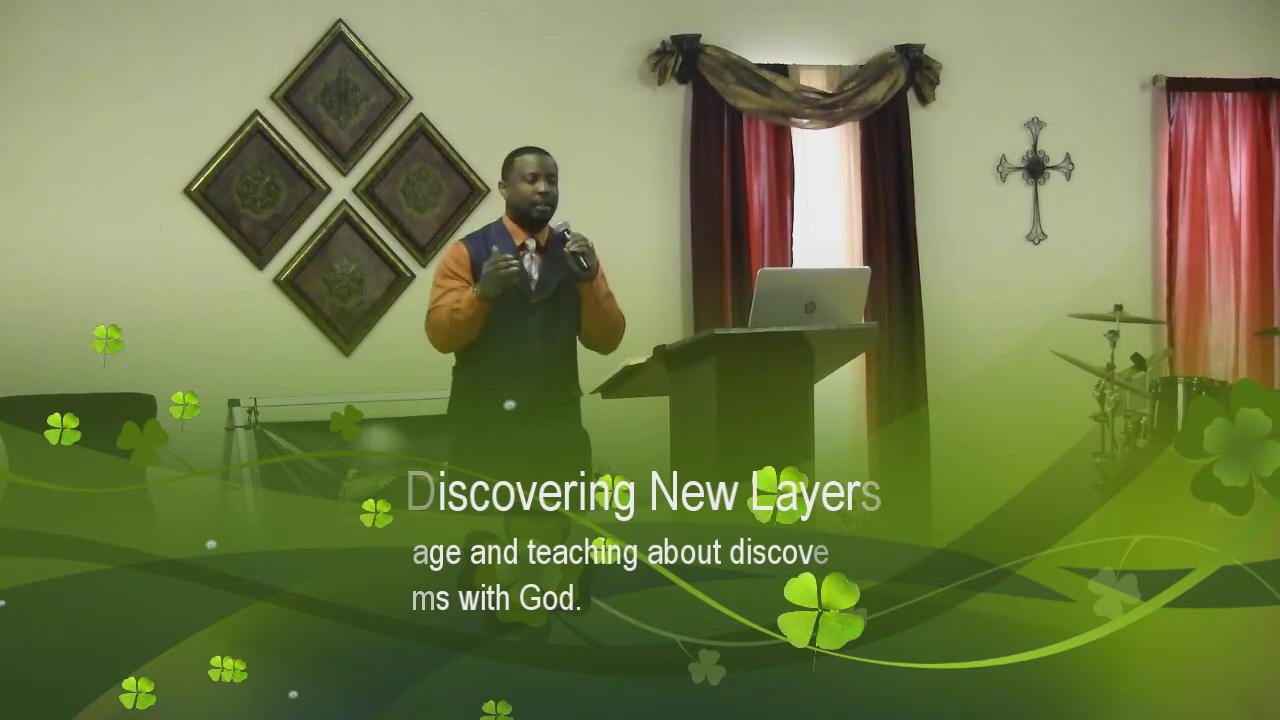 Discovering New Layers
age and teaching about discove
ms with God.